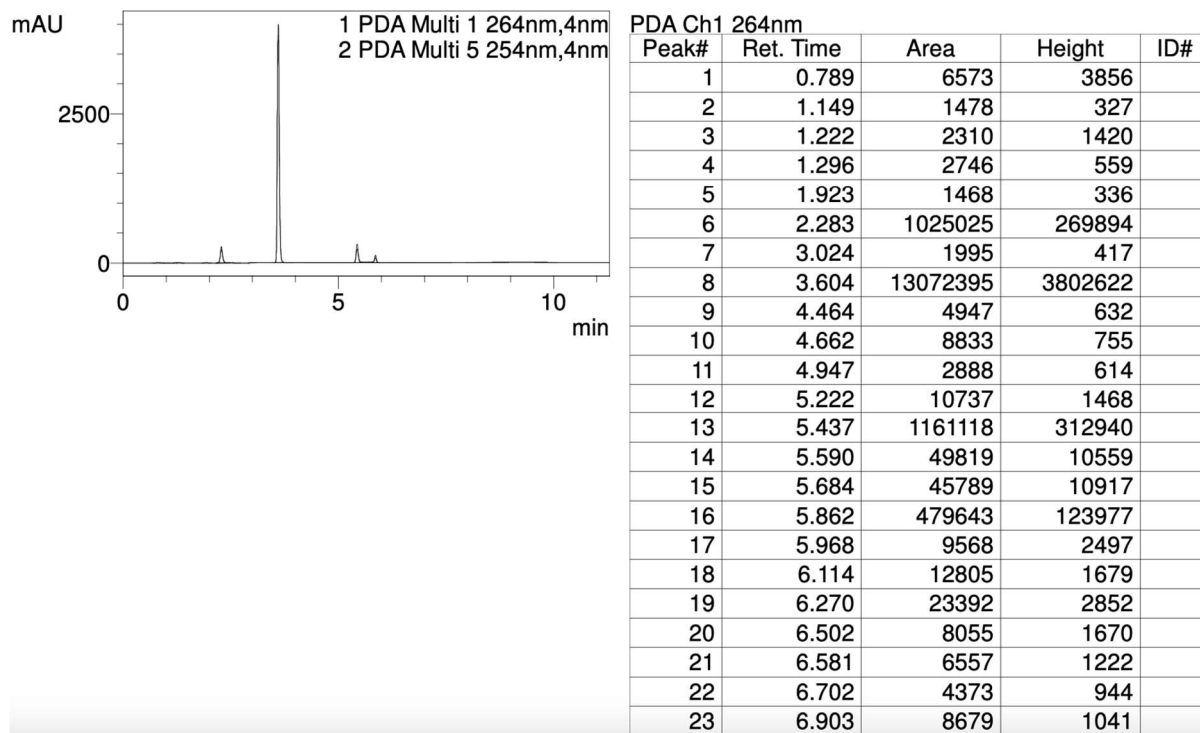 mAU
1 PDA Multi 1 264nm,4nm
2 PDA Multi 5 254nm,4nm
2500
0
0 5 10
min
PDA Ch1 264nm
Peak# Ret. Time Area Height ID#
1 0.789 6573 3856
2 1.149 1478 327
3 1.222 2310 1420
4 1.296 2746 559
5 1.923 1468 336
6 2.283 1025025 269894
7 3.024 1995 417
8 3.604 13072395 3802622
9 4.464 4947 632
10 4.662 8833 755
11 4.947 2888 614
12 5.222 10737 1468
13 5.437 1161118 312940
14 5.590 49819 10559
15 5.684 45789 10917
16 5.862 479643 123977
17 5.968 9568 2497
18 6.114 12805 1679
19 6.270 23392 2852
20 6.502 8055 1670
21 6.581 6557 1222
22 6.702 4373 944
23 6.903 8679 1041